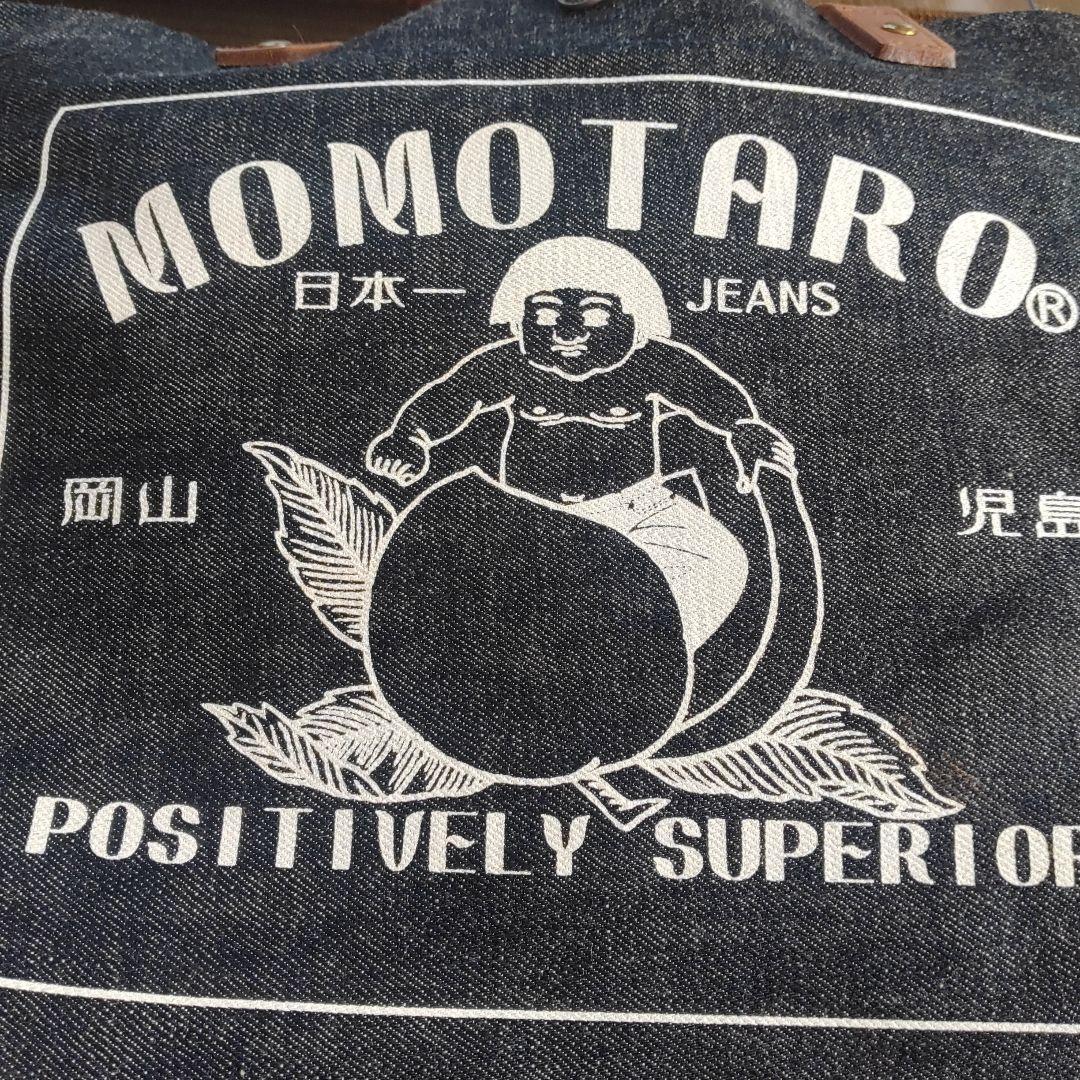 MOMOTARO®
日本一 JEANS
岡山 児島
POSITIVELY SUPERIOR